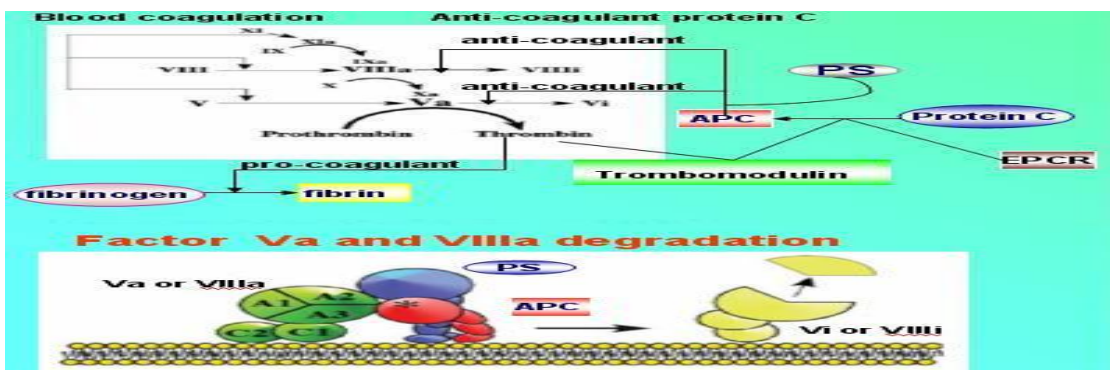 Blood coagulation Anti-coagulant protein C
XI
XIa
IX
anti-coagulant
IXa
VIII VIIIa VIIIi
PS
X
anti-coagulant
Xa
V Va Vi
APC
Protein C
Prothrombin Thrombin
EPCR
pro-coagulant
Trombomodulin
fibrinogen fibrin
Factor Va and VIIIa degradation
PS
Va or VIIIa
A1 A2
*
APC
A3
C2 C1
Vi or VIIIi